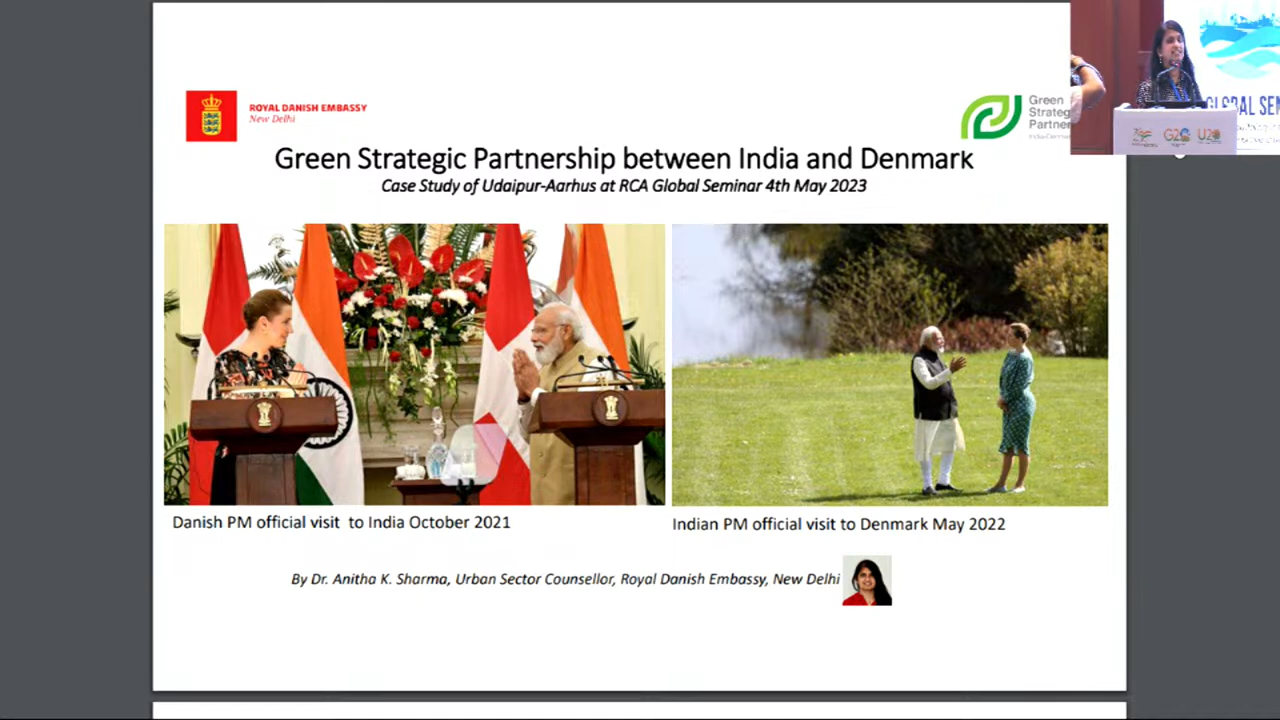 ROYAL DANISH EMBASSY
New Delhi
Green
Strateg
Partner
Green Strategic Partnership between India and Denmark
Case Study of Udaipur-Aarhus at RCA Global Seminar 4th May 2023
Danish PM official visit to India October 2021
Indian PM official visit to Denmark May 2022
By Dr. Anitha K. Sharma, Urban Sector Counsellor, Royal Danish Embassy, New Delhi
GLOBAL SEM
G20
U20